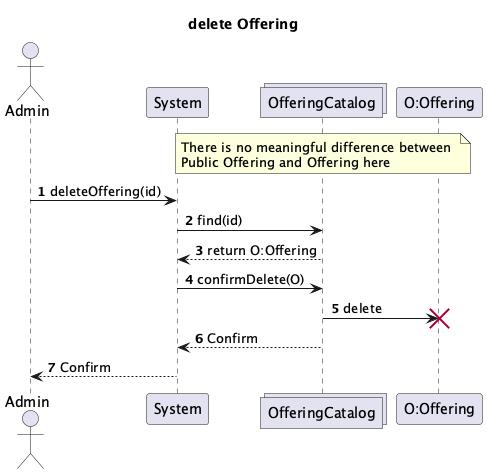 delete Offering
Admin
System
OfferingCatalog
O:Offering
There is no meaningful difference between
Public Offering and Offering here
1 deleteOffering(id)
2 find(id)
3 return O:Offering
4 confirmDelete(O)
5 delete
6 Confirm
7 Confirm
Admin
System
OfferingCatalog
O:Offering